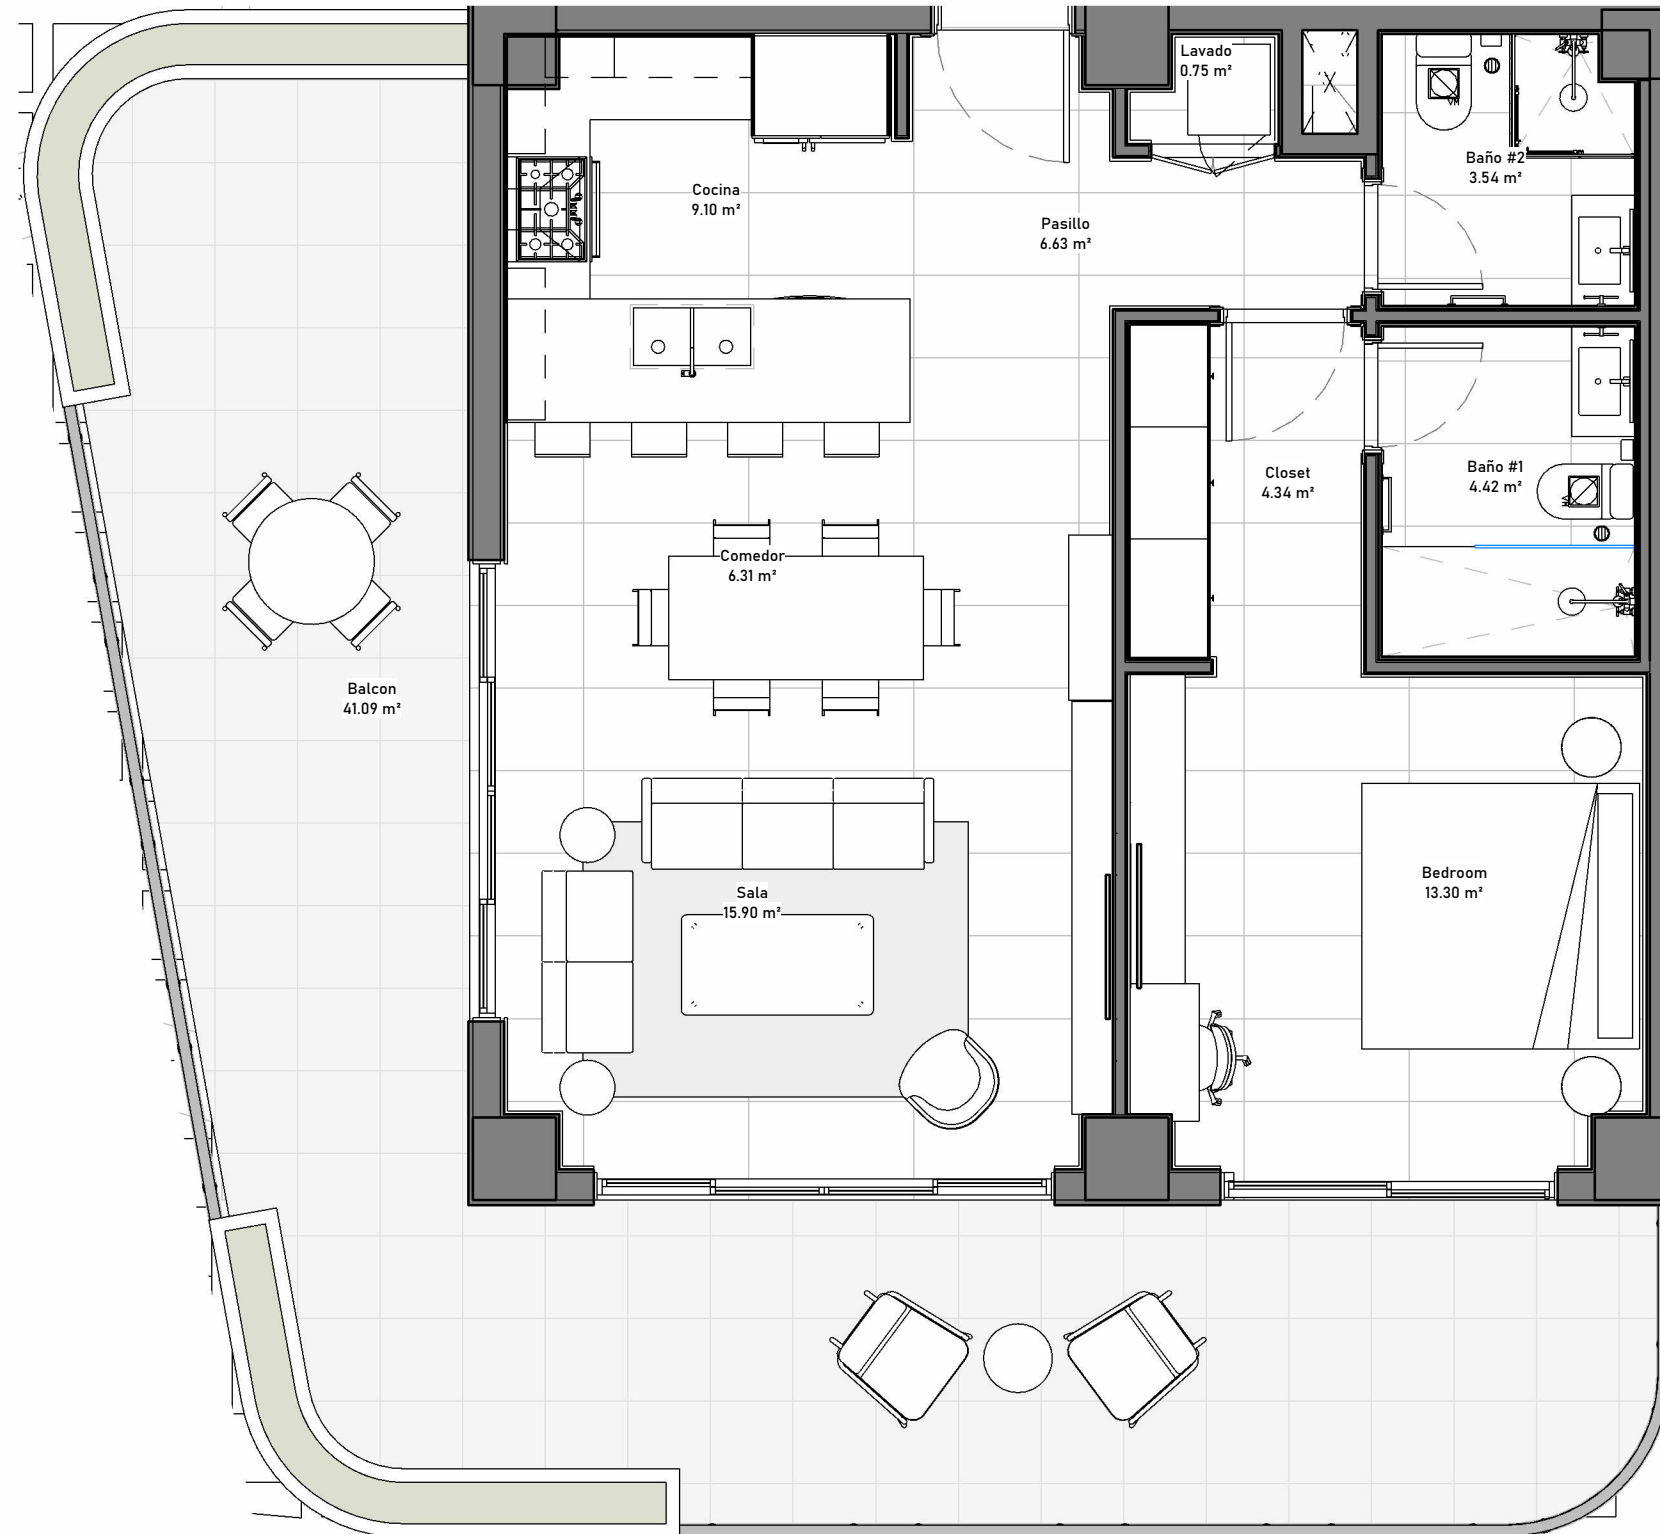 Lavado
0.75 m²
Baño #2
3.54 m²
Cocina
9.10 m²
Pasillo
6.63 m²
Closet
4.34 m²
Baño #1
4.42 m²
Comedor
6.31 m²
Balcon
41.09 m²
Sala
15.90 m²
Bedroom
13.30 m²